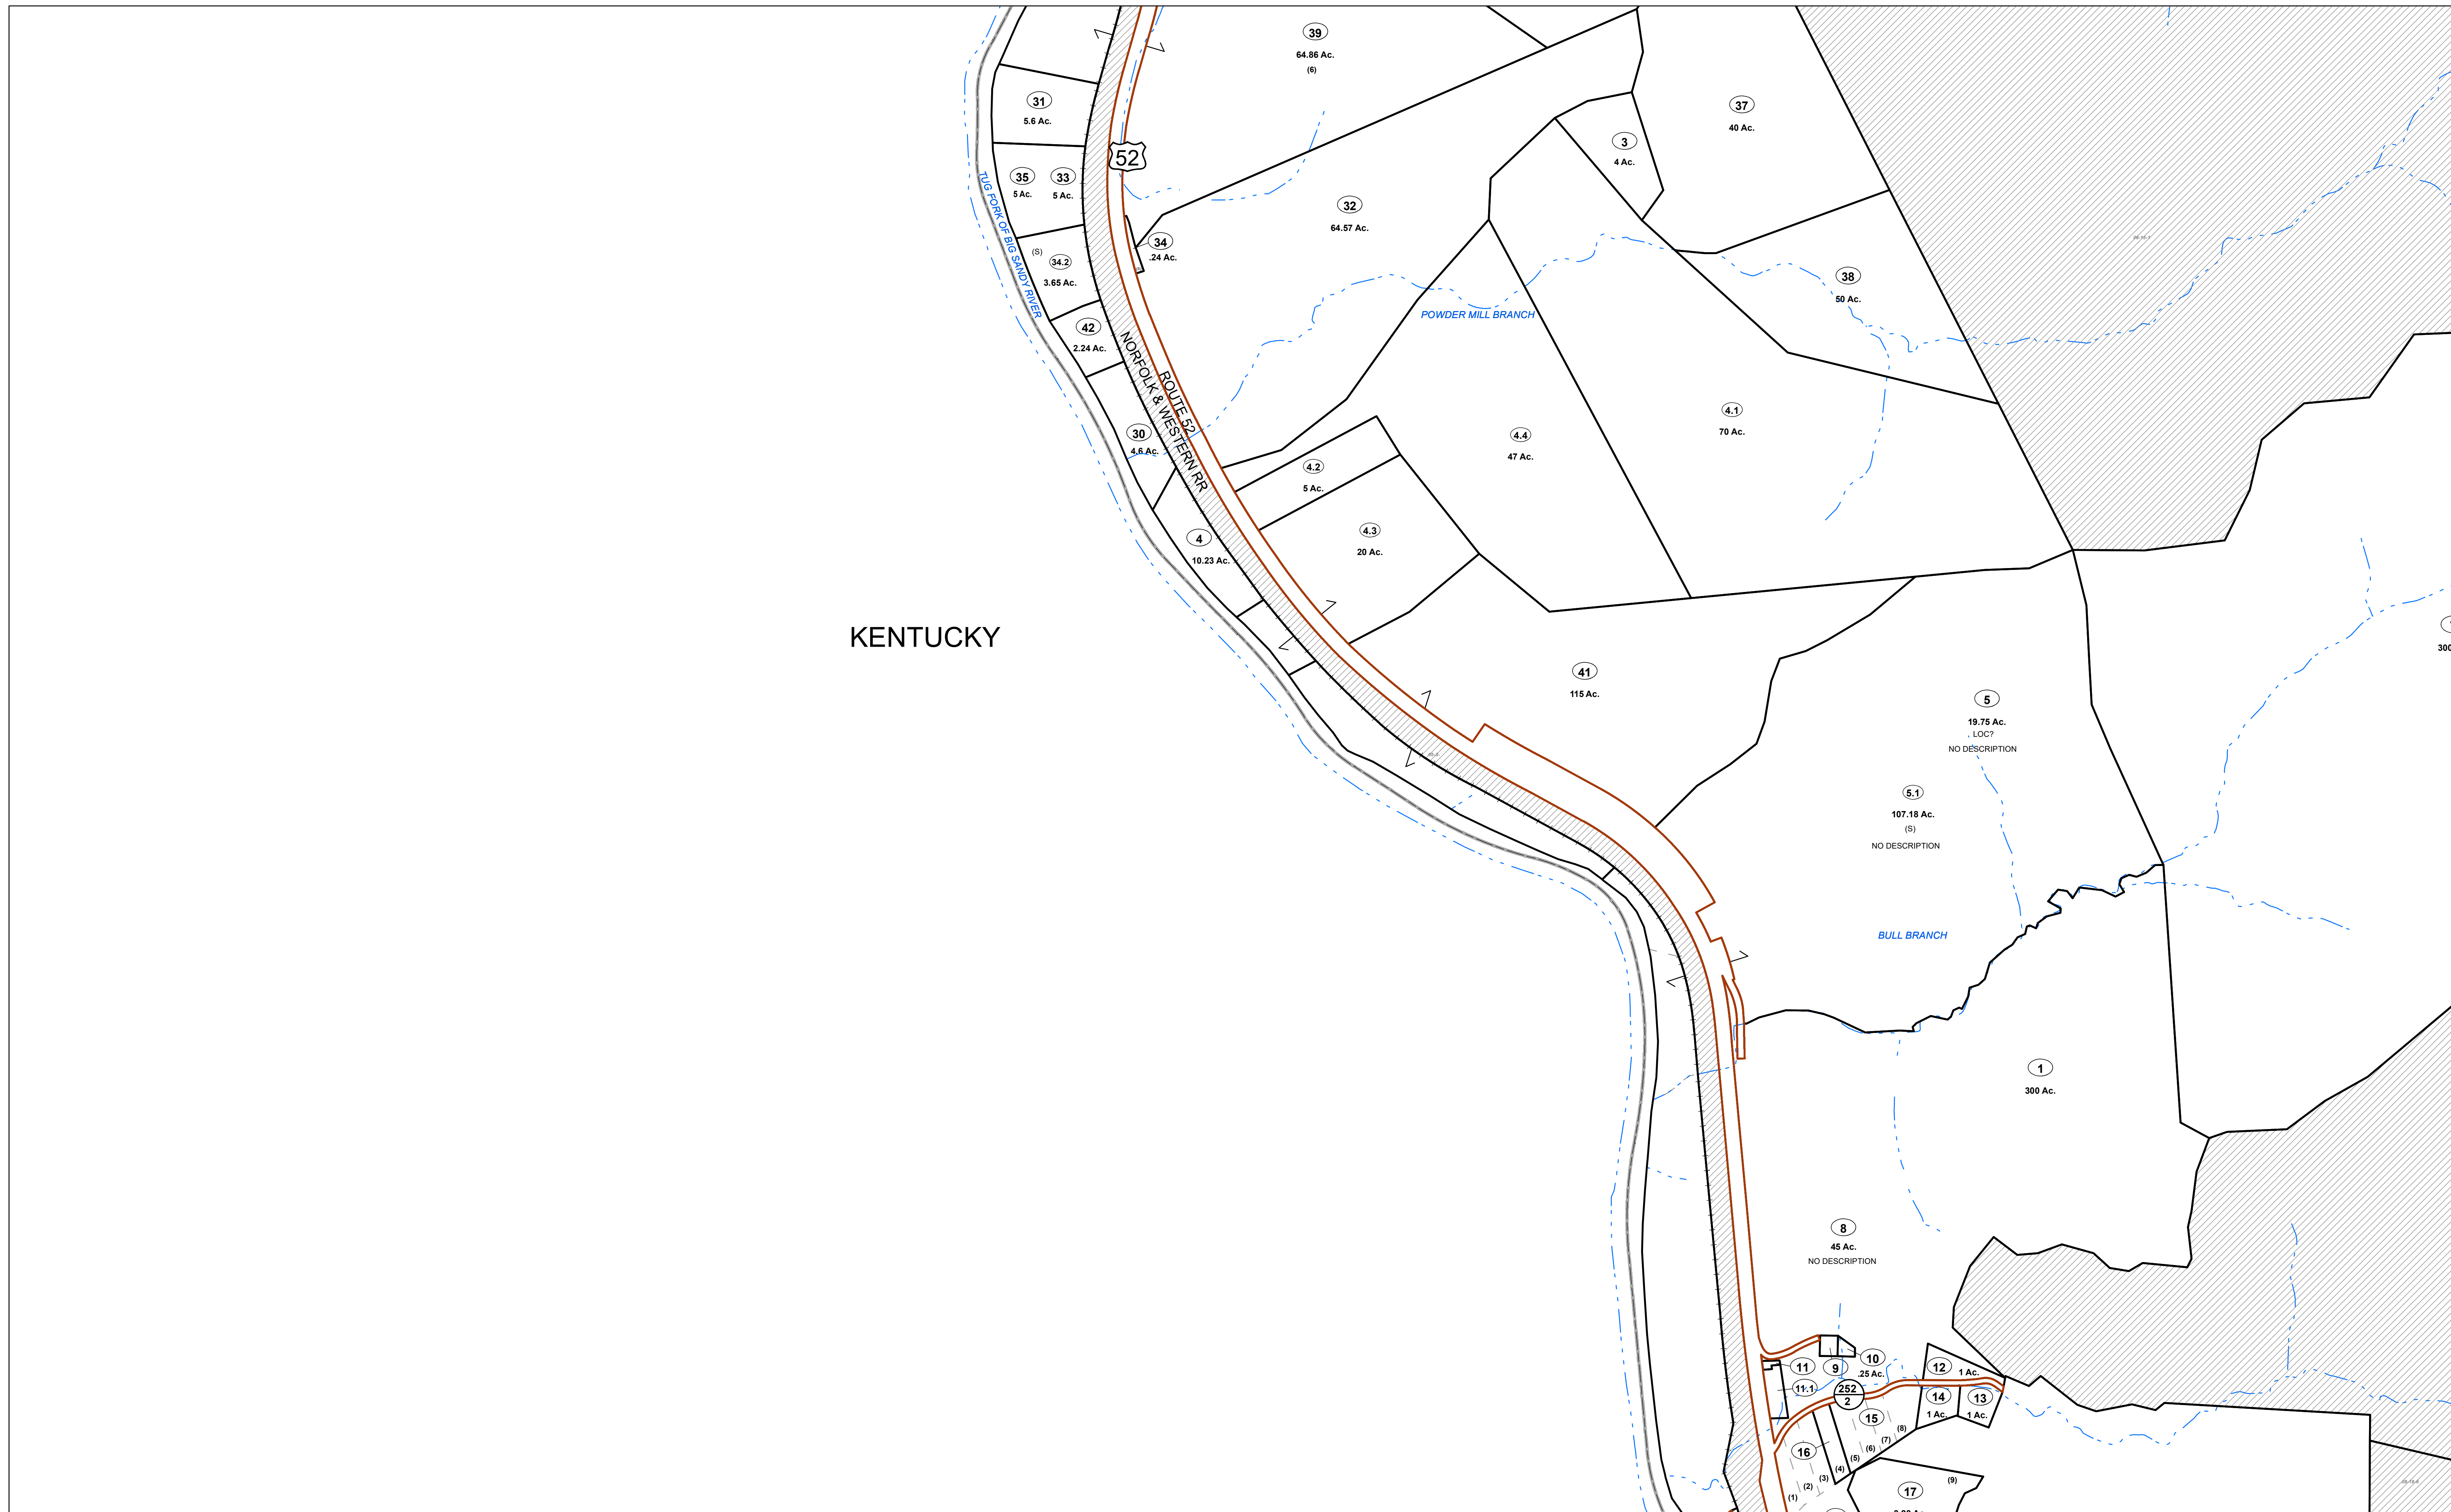 39
64.86 Ac.
(6)
31
5.6 Ac.
37
40 Ac.
3
4 Ac.
52
35
5 Ac.
33
5 Ac.
TUG FORK OF BIG SANDY RIVER
32
64.57 Ac.
34
.24 Ac.
(S)
34.2
3.65 Ac.
38
50 Ac.
POWDER MILL BRANCH
42
2.24 Ac.
NORFOLK & WESTERN RR
ROUTE 52
30
4.6 Ac.
4.1
70 Ac.
4.4
47 Ac.
4.2
5 Ac.
4.3
20 Ac.
4
10.23 Ac.
KENTUCKY
300
41
115 Ac.
5
19.75 Ac.
LOC?
NO DESCRIPTION
5.1
107.18 Ac.
(S)
NO DESCRIPTION
BULL BRANCH
1
300 Ac.
8
45 Ac.
NO DESCRIPTION
11
9
10
.25 Ac.
11.1
252
2
12
1 Ac.
14
1 Ac.
13
1 Ac.
15
(8)
(7)
(6)
(5)
16
(4)
(3)
(2)
(1)
17
(9)